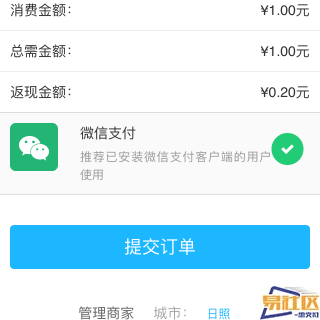 消费金额： ¥1.00元
总需金额： ¥1.00元
返现金额： ¥0.20元
微信支付
推荐已安装微信支付客户端的用户
使用
提交订单
管理商家 城市： 日照
易社区